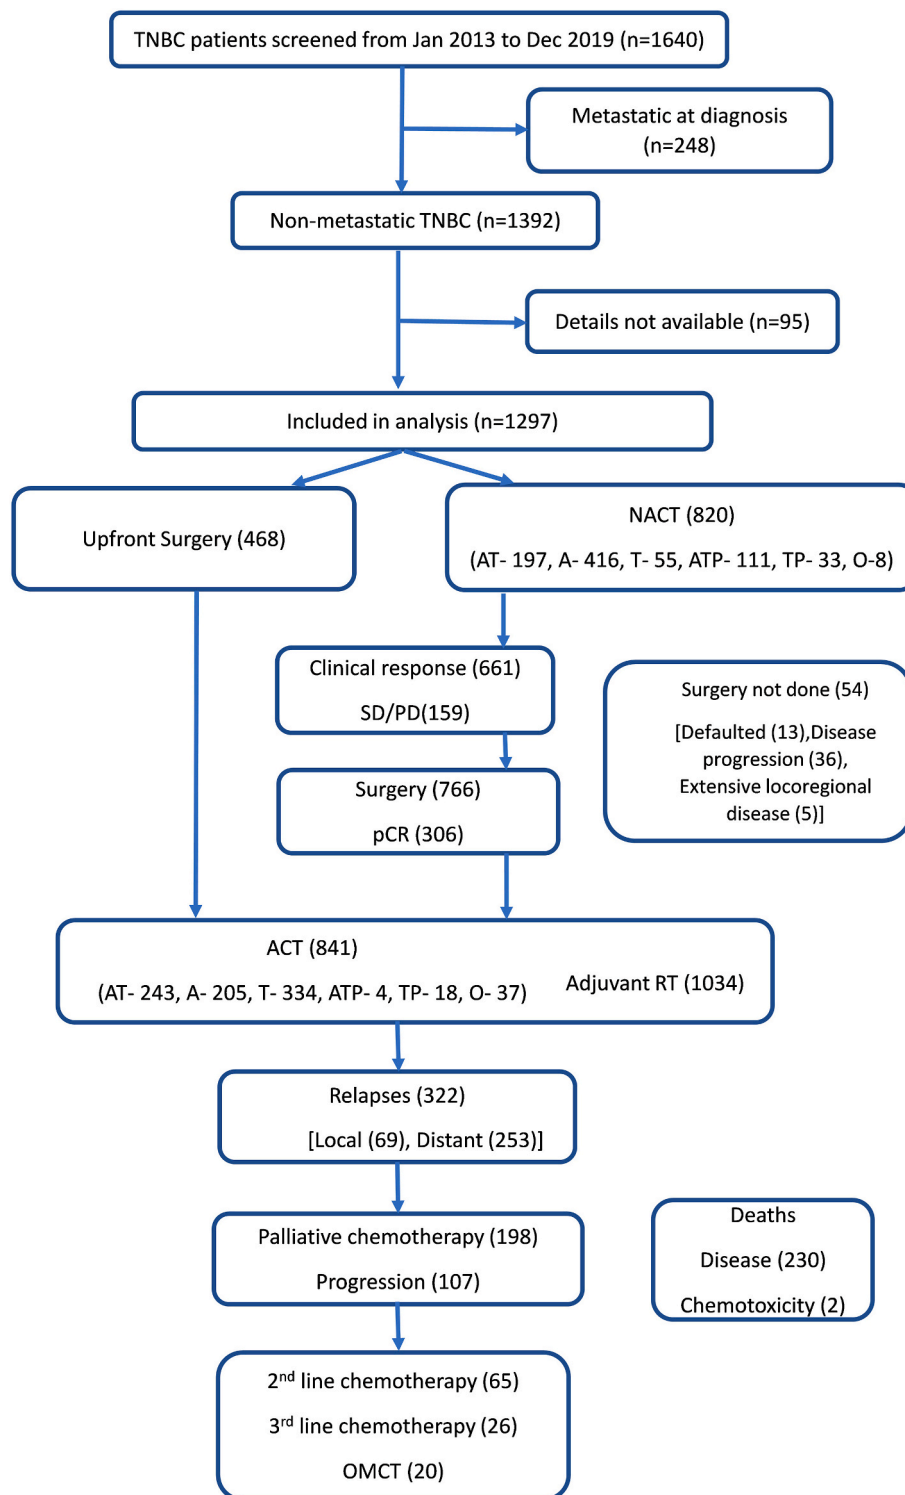 TNBC patients screened from Jan 2013 to Dec 2019 (n=1640)
Metastatic at diagnosis
(n=248)
Non-metastatic TNBC (n=1392)
Details not available (n=95)
Included in analysis (n=1297)
Upfront Surgery (468)
NACT (820)
(AT- 197, A- 416, T- 55, ATP- 111, TP- 33, O-8)
Clinical response (661)
SD/PD(159)
Surgery not done (54)
[Defaulted (13),Disease
progression (36),
Extensive locoregional
disease (5)]
Surgery (766)
pCR (306)
ACT (841)
(AT- 243, A- 205, T- 334, ATP- 4, TP- 18, O- 37)
Adjuvant RT (1034)
Relapses (322)
[Local (69), Distant (253)]
Palliative chemotherapy (198)
Progression (107)
Deaths
Disease (230)
Chemotoxicity (2)
2nd line chemotherapy (65)
3rd line chemotherapy (26)
OMCT (20)